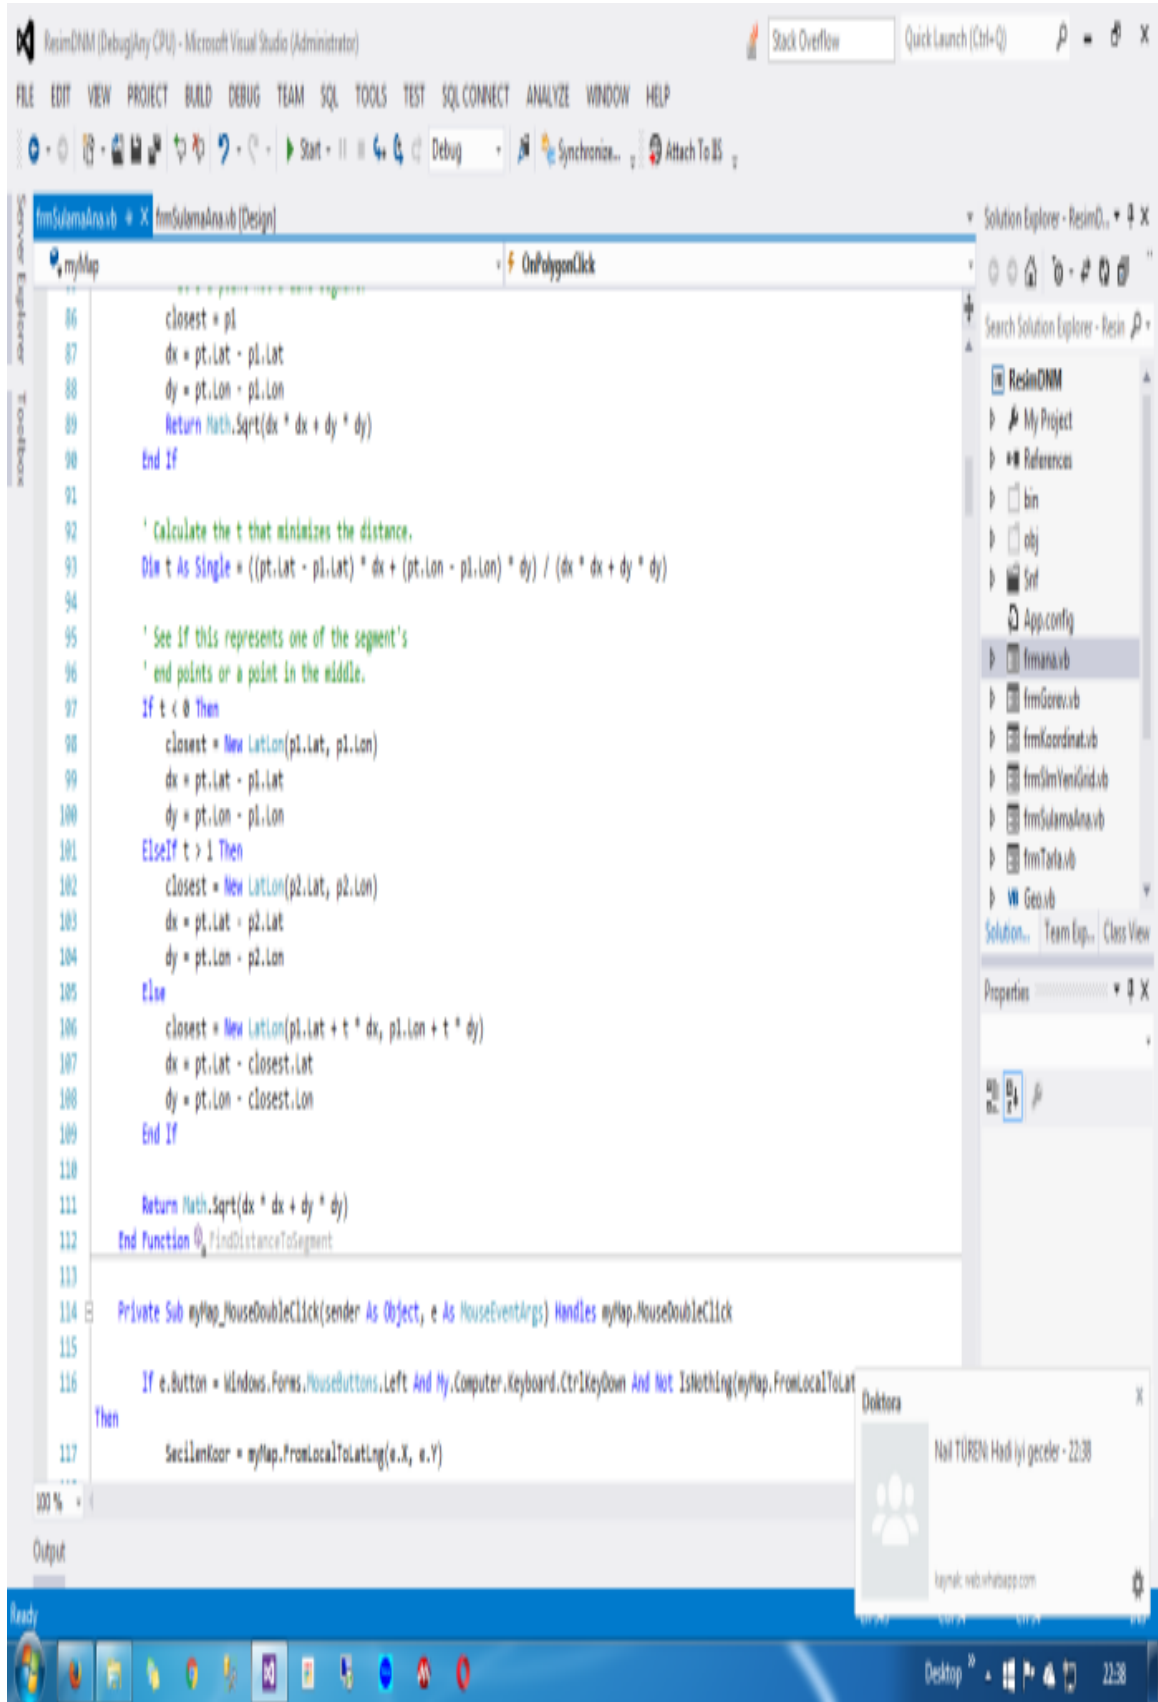 ResimDNM (Debug|Any CPU) - Microsoft Visual Studio (Administrator)
Stack Overflow
Quick Launch (Ctrl+Q)
FILE EDIT VIEW PROJECT BUILD DEBUG TEAM SQL TOOLS TEST SQL CONNECT ANALYZE WINDOW HELP
Start
Debug
Synchronize...
Attach To IIS
Server Explorer
Toolbox
frmSulamaAna.vb
frmSulamaAna.vb [Design]
myMap
OnPolygonClick
86 closest = p1
87 dx = pt.Lat - p1.Lat
88 dy = pt.Lon - p1.Lon
89 Return Math.Sqrt(dx * dx + dy * dy)
90 End If
91
92 ' Calculate the t that minimizes the distance.
93 Dim t As Single = ((pt.Lat - p1.Lat) * dx + (pt.Lon - p1.Lon) * dy) / (dx * dx + dy * dy)
94
95 ' See if this represents one of the segment's
96 ' end points or a point in the middle.
97 If t < 0 Then
98 closest = New LatLon(p1.Lat, p1.Lon)
99 dx = pt.Lat - p1.Lat
100 dy = pt.Lon - p1.Lon
101 ElseIf t > 1 Then
102 closest = New LatLon(p2.Lat, p2.Lon)
103 dx = pt.Lat - p2.Lat
104 dy = pt.Lon - p2.Lon
105 Else
106 closest = New LatLon(p1.Lat + t * dx, p1.Lon + t * dy)
107 dx = pt.Lat - closest.Lat
108 dy = pt.Lon - closest.Lon
109 End If
110
111 Return Math.Sqrt(dx * dx + dy * dy)
112 End Function FindDistanceToSegment
113
114 Private Sub myMap_MouseDoubleClick(sender As Object, e As MouseEventArgs) Handles myMap.MouseDoubleClick
115
116 If e.Button = Windows.Forms.MouseButtons.Left And My.Computer.Keyboard.CtrlKeyDown And Not IsNothing(myMap.FromLocalToLat
Then
117 SecilenKoor = myMap.FromLocalToLatLng(e.X, e.Y)
100 %
Output
Ready
Solution Explorer - ResimD...
Search Solution Explorer - Resim
ResimDNM
My Project
References
bin
obj
Snf
App.config
frmana.vb
frmGorev.vb
frmKoordinat.vb
frmSlmYeniGrid.vb
frmSulamaAna.vb
frmTarla.vb
Geo.vb
Solution... Team Exp... Class View
Properties
Doktora
Nail TÜREN: Hadi iyi geceler - 22:38
kaynak: web.whatsapp.com
Desktop
22:38